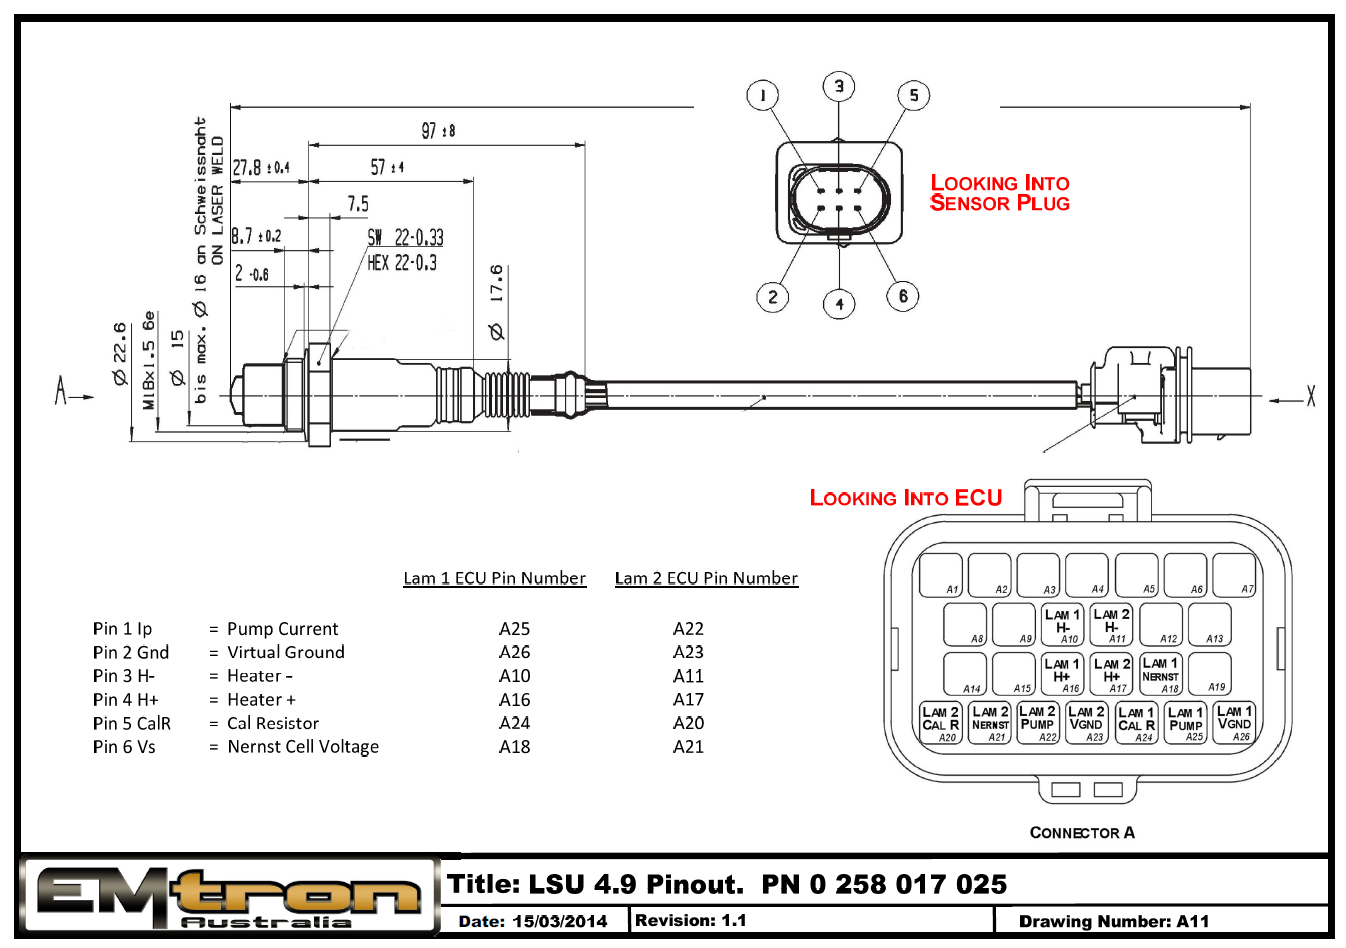 1
3
5
97 ±8
27.8 ±0.4
57 ±4
7.5
8.7 ±0.2
SW 22-0.33
HEX 22-0.3
2 -0.6
Ø 17.6
bis max. Ø 16 an Schweissnaht
ON LASER WELD
Ø 15
M18x1.5 6e
Ø 22.6
LOOKING INTO
SENSOR PLUG
2
4
6
A
X
LOOKING INTO ECU
Lam 1 ECU Pin Number Lam 2 ECU Pin Number
Pin 1 Ip = Pump Current A25 A22
Pin 2 Gnd = Virtual Ground A26 A23
Pin 3 H- = Heater - A10 A11
Pin 4 H+ = Heater + A16 A17
Pin 5 CalR = Cal Resistor A24 A20
Pin 6 Vs = Nernst Cell Voltage A18 A21
A1 A2 A3 A4 A5 A6 A7
LAM 1 LAM 2
H- H-
A8 A9 A10 A11 A12 A13
LAM 1 LAM 2 LAM 1
H+ H+ NERNST
A14 A15 A16 A17 A18 A19
LAM 2 LAM 2 LAM 2 LAM 2 LAM 1 LAM 1 LAM 1
CAL R NERNST PUMP VGND CAL R PUMP VGND
A20 A21 A22 A23 A24 A25 A26
CONNECTOR A
EMtron
Australia
Title: LSU 4.9 Pinout. PN 0 258 017 025
Date: 15/03/2014 Revision: 1.1 Drawing Number: A11